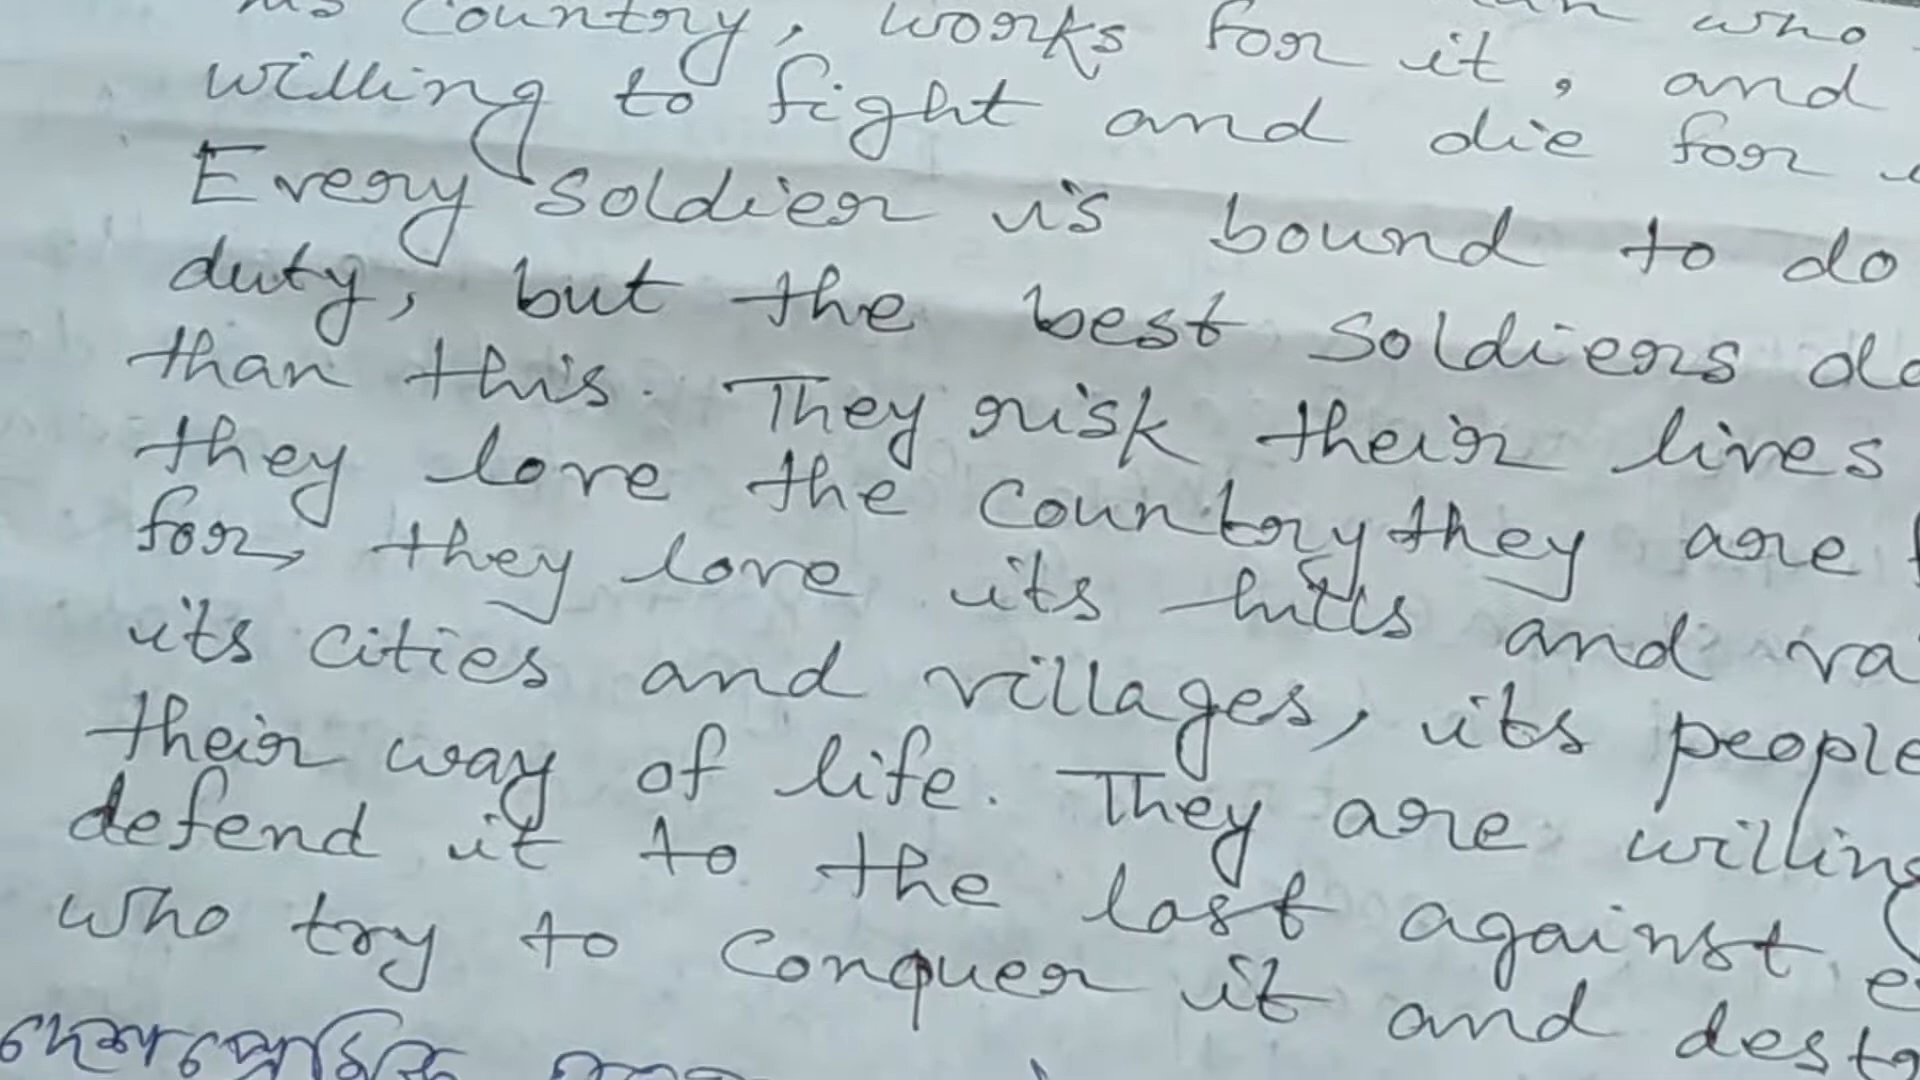 his country, works for it, and
willing to fight and die for
Every soldier is bound to do
duty, but the best soldiers do
than this. They risk their lives
they love the country they are
for, they love its hills and va
its cities and villages, its people
their way of life. They are willing
defend it to the last against e
who try to conquer it and destr
দেশপ্রেমিক